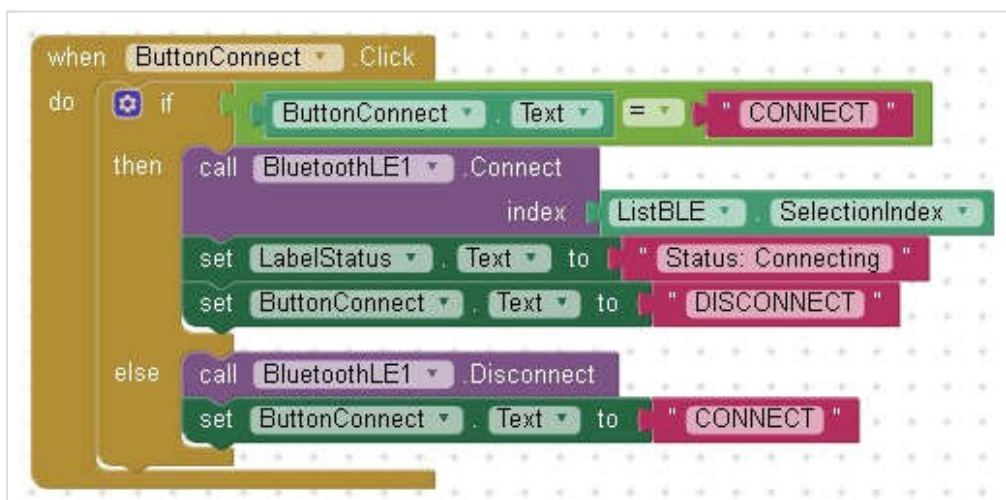 when ButtonConnect .Click
do if ButtonConnect . Text = " CONNECT "
then call BluetoothLE1 .Connect
index ListBLE . SelectionIndex
set LabelStatus . Text to " Status: Connecting "
set ButtonConnect . Text to " DISCONNECT "
else call BluetoothLE1 .Disconnect
set ButtonConnect . Text to " CONNECT "